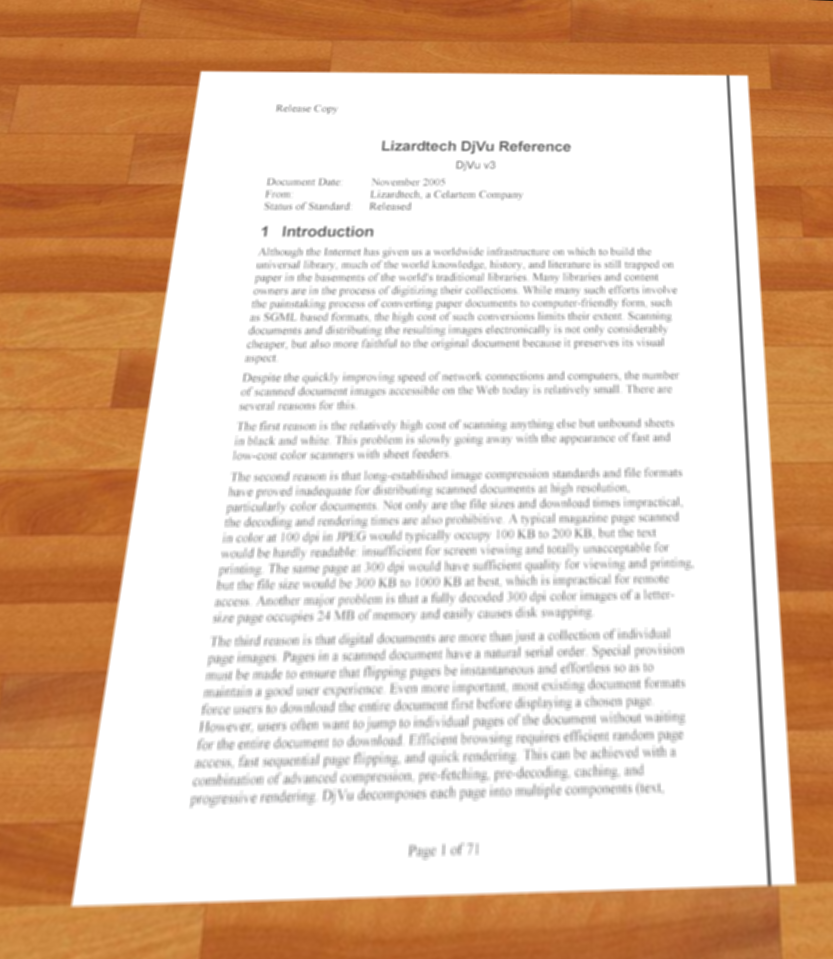 Release Copy
Lizardtech DjVu Reference
DjVu v3
Document Date: November 2005
From: Lizardtech, a Celartem Company
Status of Standard: Released
1 Introduction
Although the Internet has given us a worldwide infrastructure on which to build the
universal library, much of the world knowledge, history, and literature is still trapped on
paper in the basements of the world's traditional libraries. Many libraries and content
owners are in the process of digitizing their collections. While many such efforts involve
the painstaking process of converting paper documents to computer-friendly form, such
as SGML based formats, the high cost of such conversions limits their extent. Scanning
documents and distributing the resulting images electronically is not only considerably
cheaper, but also more faithful to the original document because it preserves its visual
aspect.
Despite the quickly improving speed of network connections and computers, the number
of scanned document images accessible on the Web today is relatively small. There are
several reasons for this.
The first reason is the relatively high cost of scanning anything else but unbound sheets
in black and white. This problem is slowly going away with the appearance of fast and
low-cost color scanners with sheet feeders.
The second reason is that long-established image compression standards and file formats
have proved inadequate for distributing scanned documents at high resolution,
particularly color documents. Not only are the file sizes and download times impractical,
the decoding and rendering times are also prohibitive. A typical magazine page scanned
in color at 100 dpi in JPEG would typically occupy 100 KB to 200 KB, but the text
would be hardly readable: insufficient for screen viewing and totally unacceptable for
printing. The same page at 300 dpi would have sufficient quality for viewing and printing,
but the file size would be 300 KB to 1000 KB at best, which is impractical for remote
access. Another major problem is that a fully decoded 300 dpi color images of a letter-
size page occupies 24 MB of memory and easily causes disk swapping.
The third reason is that digital documents are more than just a collection of individual
page images. Pages in a scanned document have a natural serial order. Special provision
must be made to ensure that flipping pages be instantaneous and effortless so as to
maintain a good user experience. Even more important, most existing document formats
force users to download the entire document first before displaying a chosen page.
However, users often want to jump to individual pages of the document without waiting
for the entire document to download. Efficient browsing requires efficient random page
access, fast sequential page flipping, and quick rendering. This can be achieved with a
combination of advanced compression, pre-fetching, pre-decoding, caching, and
progressive rendering. DjVu decomposes each page into multiple components (text,
Page 1 of 71